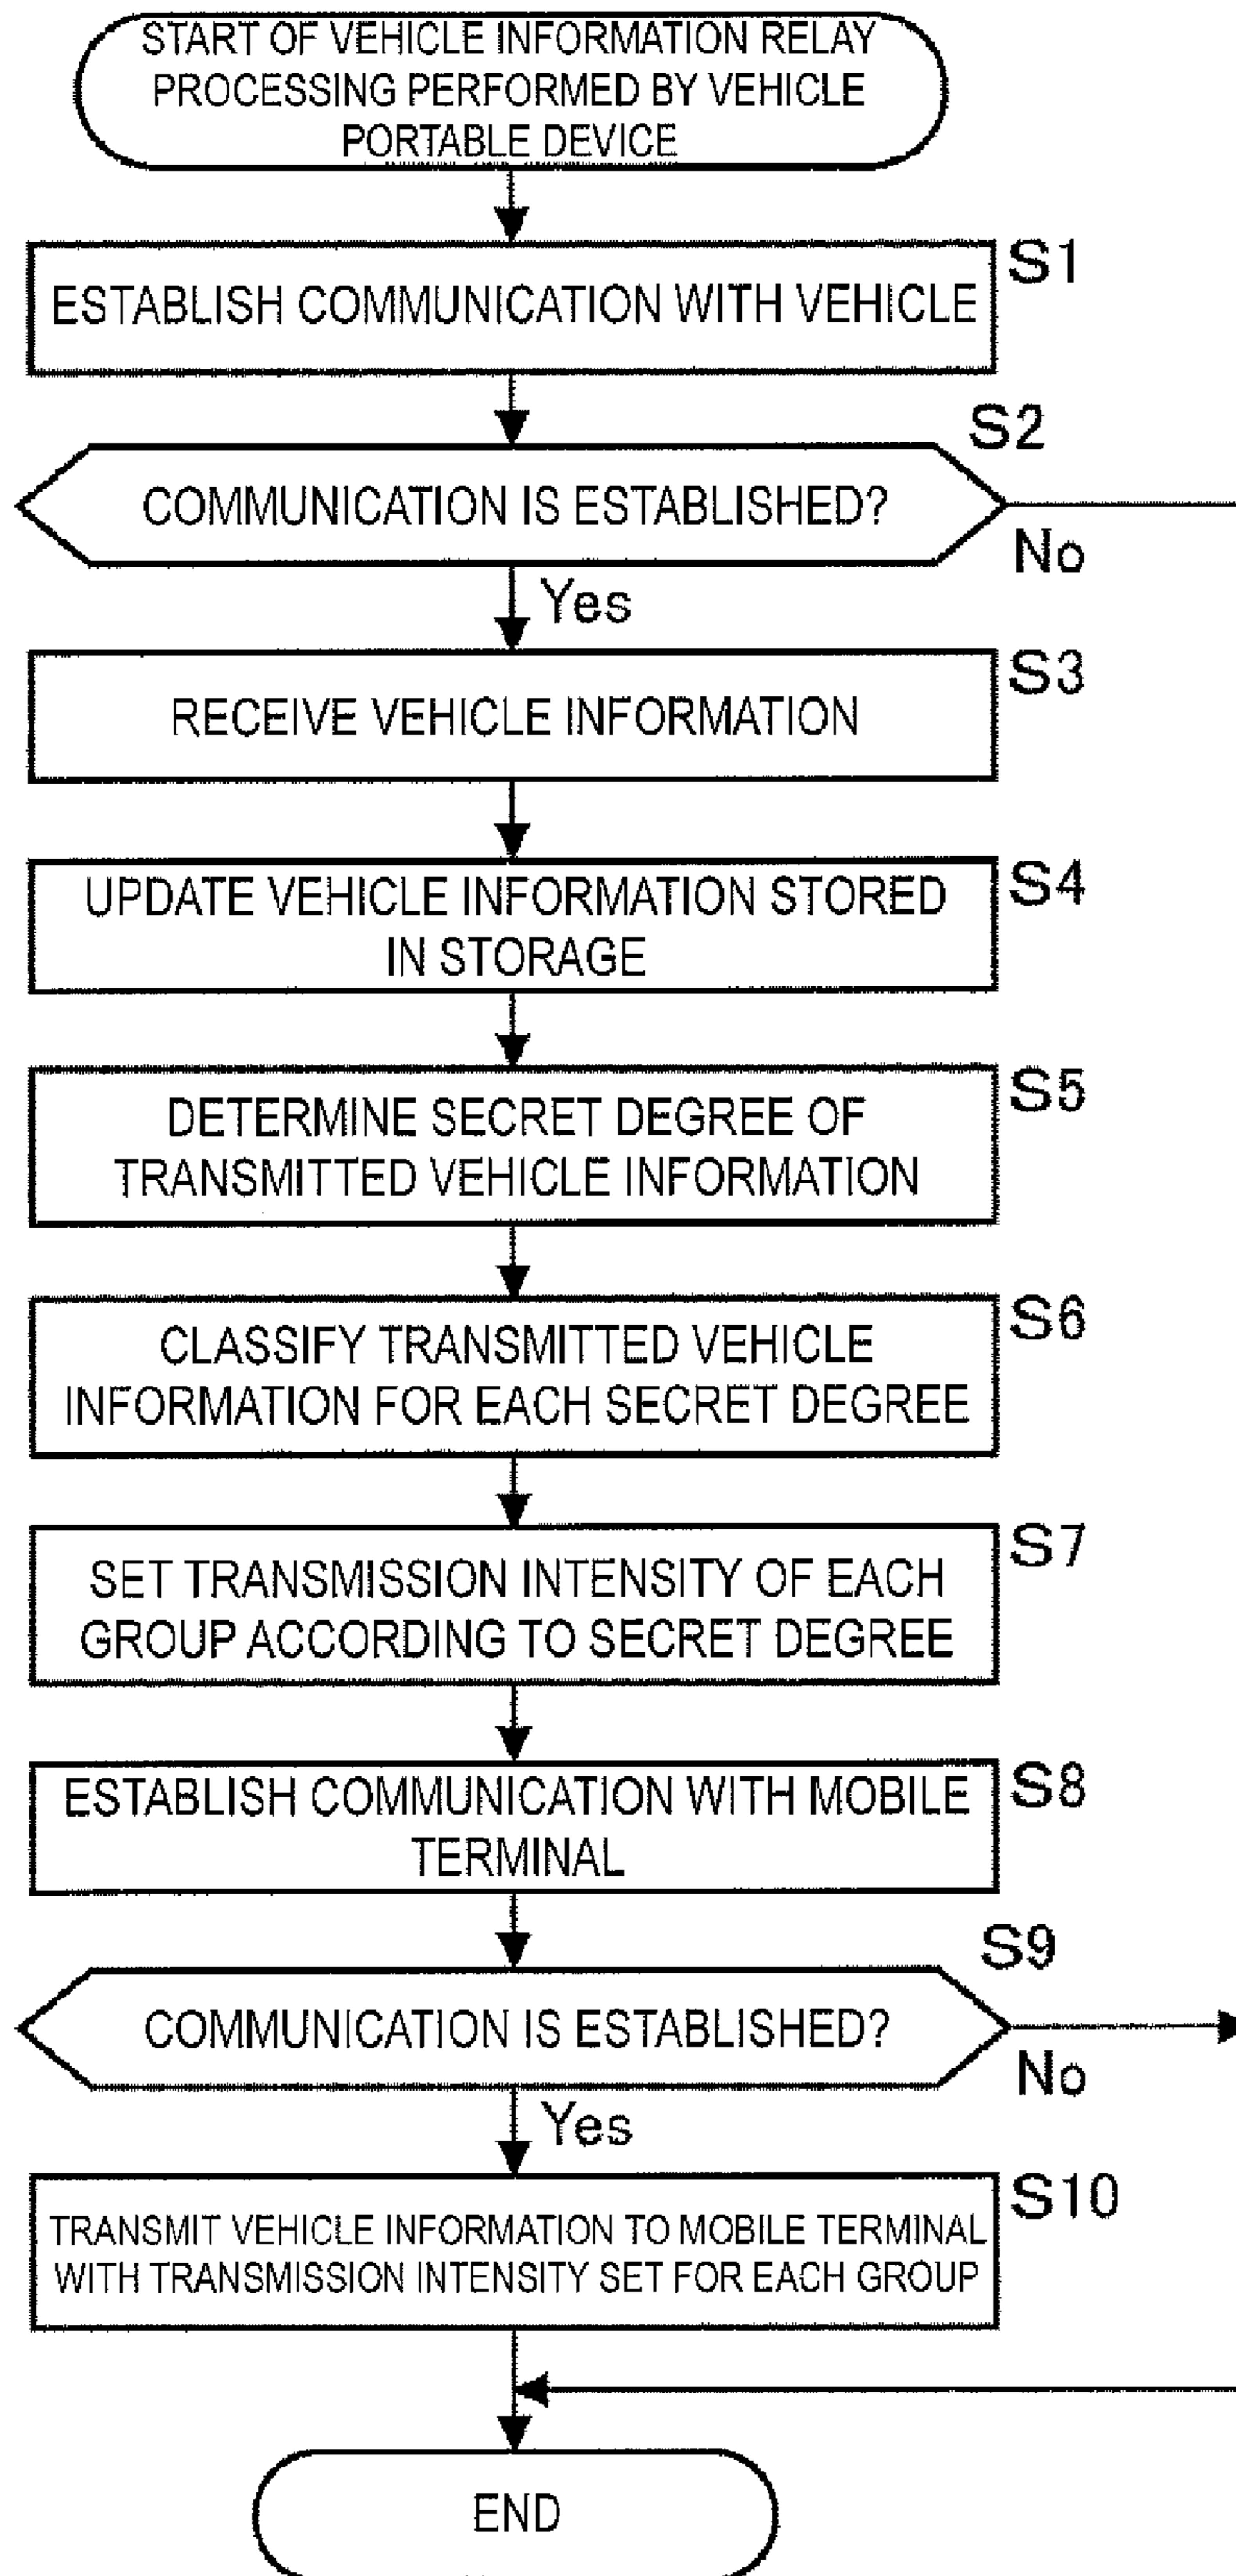 START OF VEHICLE INFORMATION RELAY
PROCESSING PERFORMED BY VEHICLE
PORTABLE DEVICE
S1
ESTABLISH COMMUNICATION WITH VEHICLE
S2
COMMUNICATION IS ESTABLISHED?
No
Yes
S3
RECEIVE VEHICLE INFORMATION
S4
UPDATE VEHICLE INFORMATION STORED
IN STORAGE
S5
DETERMINE SECRET DEGREE OF
TRANSMITTED VEHICLE INFORMATION
S6
CLASSIFY TRANSMITTED VEHICLE
INFORMATION FOR EACH SECRET DEGREE
S7
SET TRANSMISSION INTENSITY OF EACH
GROUP ACCORDING TO SECRET DEGREE
S8
ESTABLISH COMMUNICATION WITH MOBILE
TERMINAL
S9
COMMUNICATION IS ESTABLISHED?
No
Yes
S10
TRANSMIT VEHICLE INFORMATION TO MOBILE TERMINAL
WITH TRANSMISSION INTENSITY SET FOR EACH GROUP
END